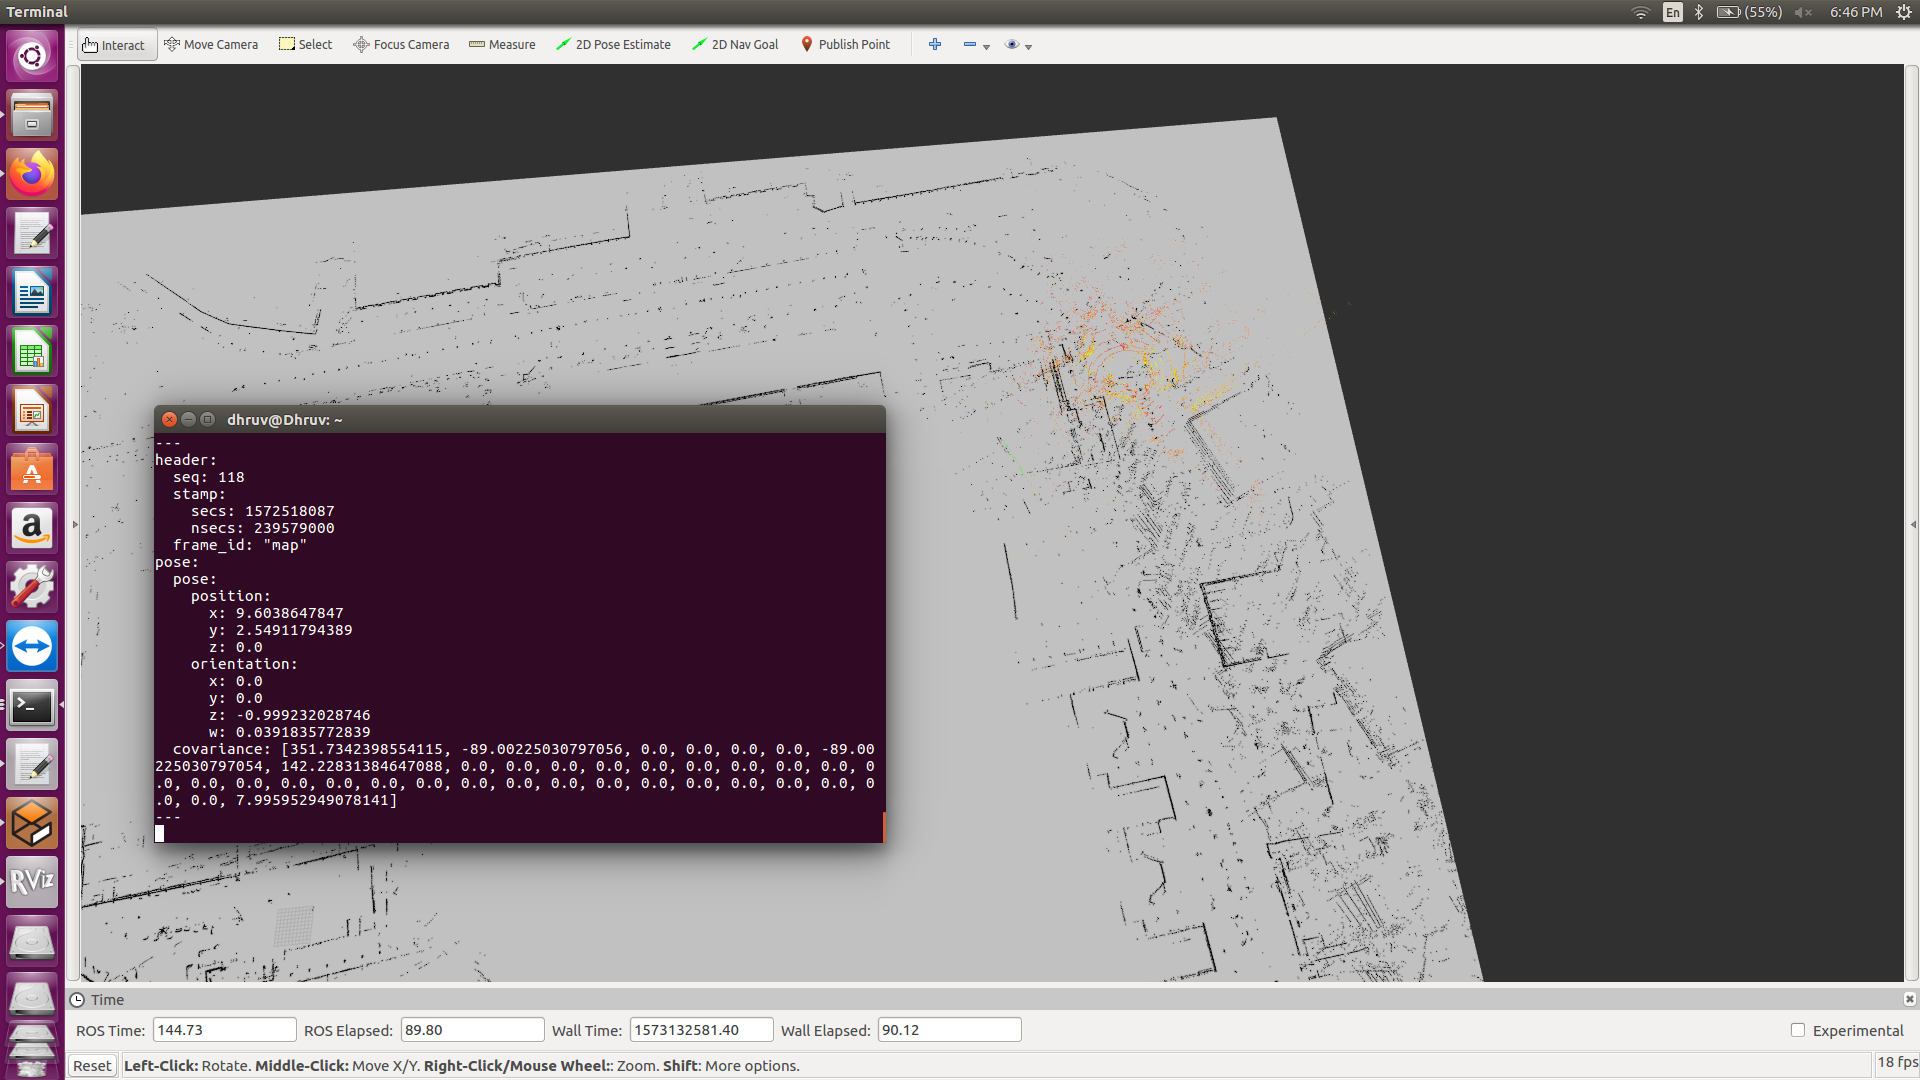 Terminal
En
(55%)
6:46 PM
Interact
Move Camera
Select
Focus Camera
Measure
2D Pose Estimate
2D Nav Goal
Publish Point
dhruv@Dhruv: ~
---
header:
seq: 118
stamp:
secs: 1572518087
nsecs: 239579000
frame_id: "map"
pose:
pose:
position:
x: 9.6038647847
y: 2.54911794389
z: 0.0
orientation:
x: 0.0
y: 0.0
z: -0.999232028746
w: 0.0391835772839
covariance: [351.7342398554115, -89.00225030797056, 0.0, 0.0, 0.0, 0.0, -89.00
225030797054, 142.22831384647088, 0.0, 0.0, 0.0, 0.0, 0.0, 0.0, 0.0, 0.0, 0.0, 0
.0, 0.0, 0.0, 0.0, 0.0, 0.0, 0.0, 0.0, 0.0, 0.0, 0.0, 0.0, 0.0, 0.0, 0.0, 0.0, 0
.0, 0.0, 7.995952949078141]
---
a
RViz
Time
ROS Time: 144.73 ROS Elapsed: 89.80 Wall Time: 1573132581.40 Wall Elapsed: 90.12 Experimental
Reset Left-Click: Rotate. Middle-Click: Move X/Y. Right-Click/Mouse Wheel:: Zoom. Shift: More options. 18 fps